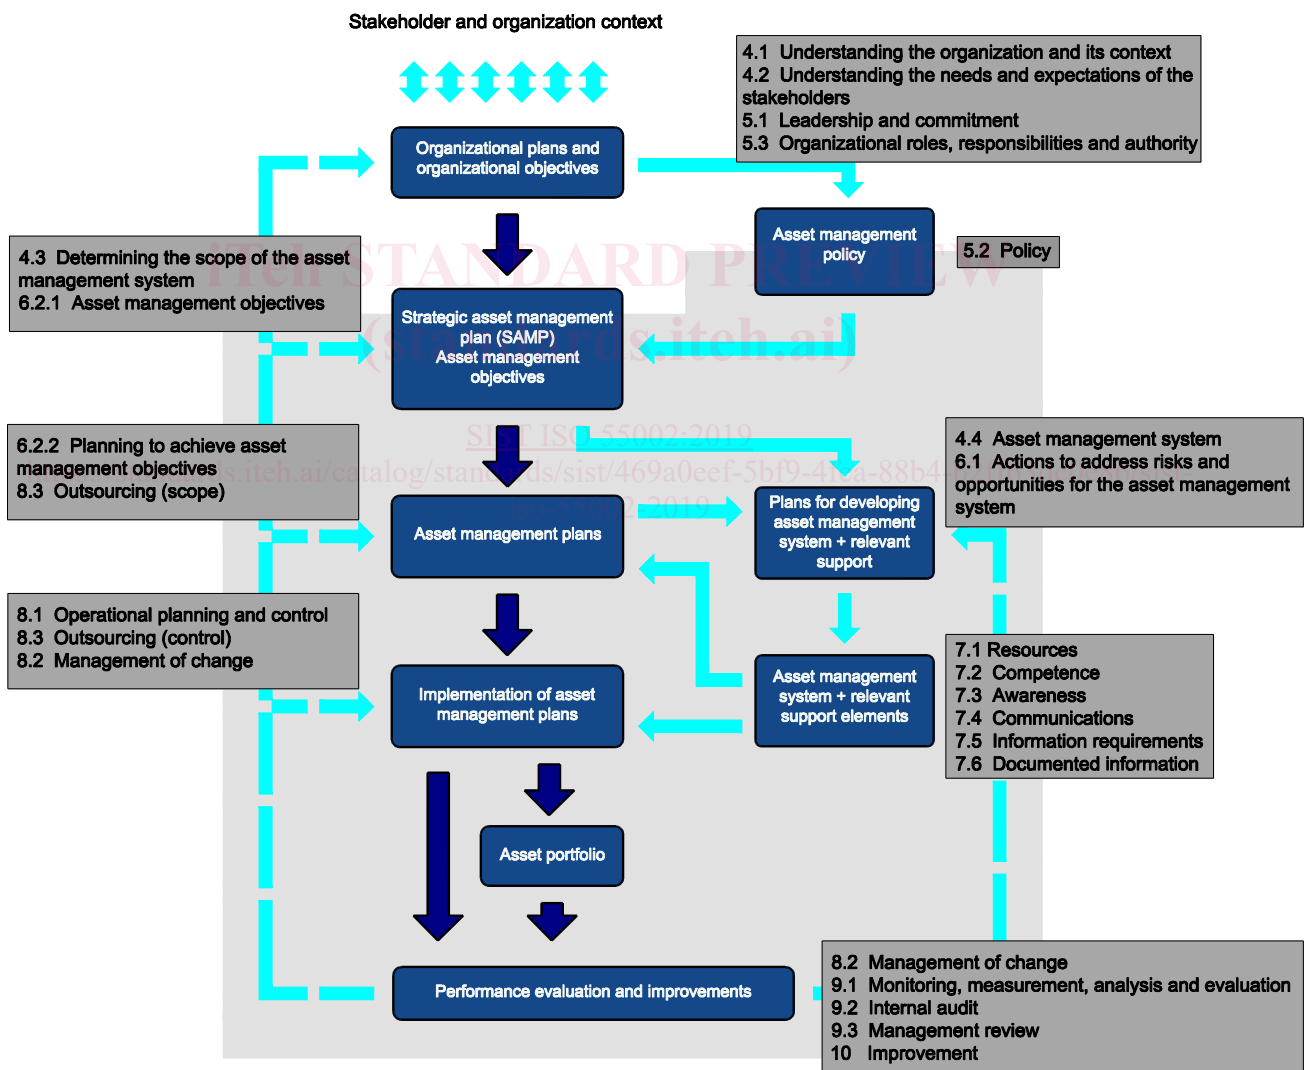 Stakeholder and organization context
4.1 Understanding the organization and its context
4.2 Understanding the needs and expectations of the
stakeholders
5.1 Leadership and commitment
5.3 Organizational roles, responsibilities and authority
Organizational plans and
organizational objectives
Asset management
policy
5.2 Policy
4.3 Determining the scope of the asset
management system
6.2.1 Asset management objectives
iTeh STANDARD PREVIEW
(standards.iteh.ai)
Strategic asset management
plan (SAMP)
Asset management
objectives
SIST ISO 55002:2019
6.2.2 Planning to achieve asset
management objectives
8.3 Outsourcing (scope)
4.4 Asset management system
6.1 Actions to address risks and
opportunities for the asset management
system
Asset management plans
Plans for developing
asset management
system + relevant
support
8.1 Operational planning and control
8.3 Outsourcing (control)
8.2 Management of change
7.1 Resources
7.2 Competence
7.3 Awareness
7.4 Communications
7.5 Information requirements
7.6 Documented information
Implementation of asset
management plans
Asset management
system + relevant
support elements
Asset portfolio
Performance evaluation and improvements
8.2 Management of change
9.1 Monitoring, measurement, analysis and evaluation
9.2 Internal audit
9.3 Management review
10 Improvement